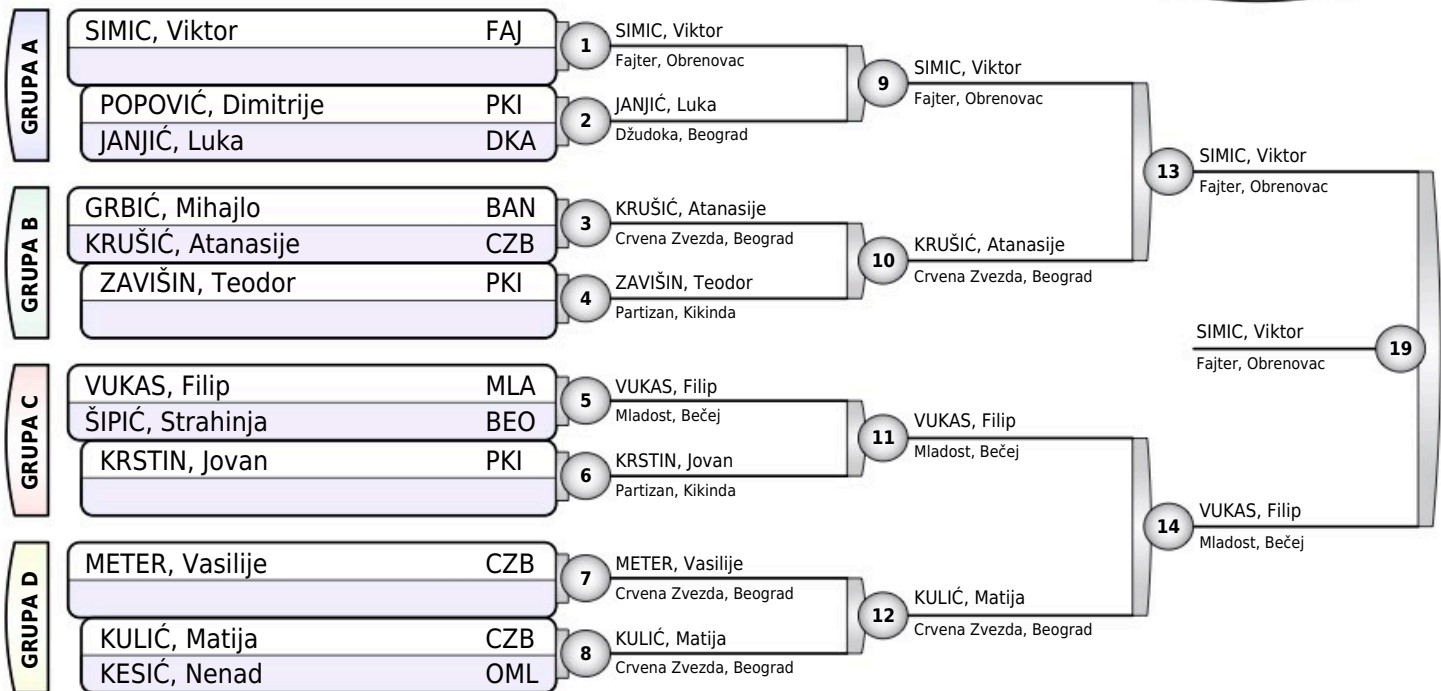 GRUPA A
SIMIC, Viktor FAJ
POPOVIĆ, Dimitrije PKI
JANJIĆ, Luka DKA
GRUPA B
GRBIĆ, Mihajlo BAN
KRUŠIĆ, Atanasije CZB
ZAVIŠIN, Teodor PKI
GRUPA C
VUKAS, Filip MLA
ŠIPIĆ, Strahinja BEO
KRSTIN, Jovan PKI
GRUPA D
METER, Vasilije CZB
KULIĆ, Matija CZB
KESIĆ, Nenad OML
1
SIMIC, Viktor
Fajter, Obrenovac
2
JANJIĆ, Luka
Džudoka, Beograd
3
KRUŠIĆ, Atanasije
Crvena Zvezda, Beograd
4
ZAVIŠIN, Teodor
Partizan, Kikinda
5
VUKAS, Filip
Mladost, Bečej
6
KRSTIN, Jovan
Partizan, Kikinda
7
METER, Vasilije
Crvena Zvezda, Beograd
8
KULIĆ, Matija
Crvena Zvezda, Beograd
9
SIMIC, Viktor
Fajter, Obrenovac
10
KRUŠIĆ, Atanasije
Crvena Zvezda, Beograd
11
VUKAS, Filip
Mladost, Bečej
12
KULIĆ, Matija
Crvena Zvezda, Beograd
13
SIMIC, Viktor
Fajter, Obrenovac
14
VUKAS, Filip
Mladost, Bečej
SIMIC, Viktor
Fajter, Obrenovac
19